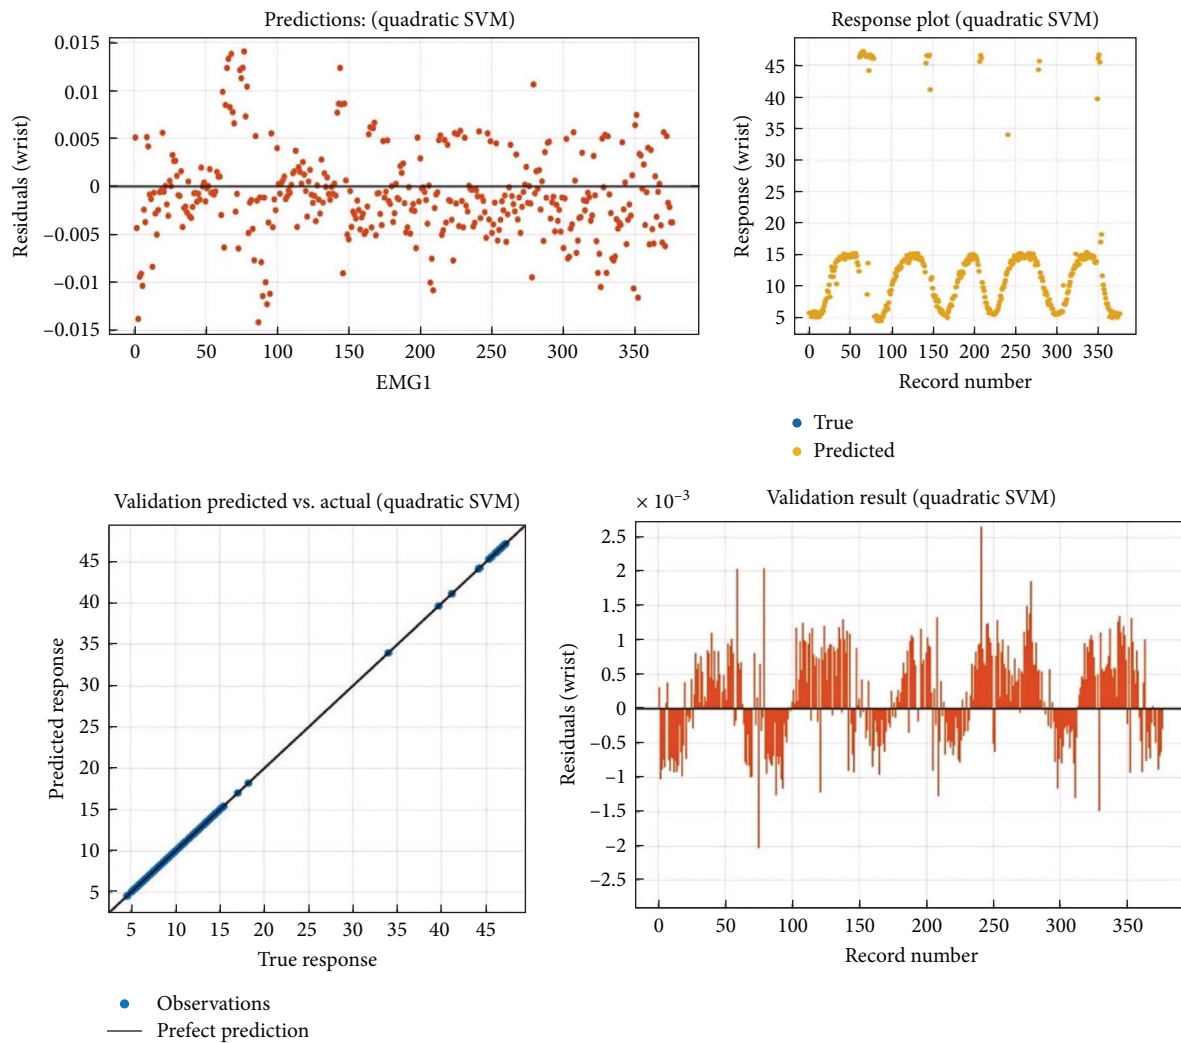 Predictions: (quadratic SVM)
0.015
0.01
0.005
0
−0.005
−0.01
−0.015
Residuals (wrist)
0 50 100 150 200 250 300 350
EMG1
Response plot (quadratic SVM)
45
40
35
30
25
20
15
10
5
Response (wrist)
0 50 100 150 200 250 300 350
Record number
True
Predicted
Validation predicted vs. actual (quadratic SVM)
45
40
35
30
25
20
15
10
5
Predicted response
5 10 15 20 25 30 35 40 45
True response
Observations
Prefect prediction
× 10⁻³
Validation result (quadratic SVM)
2.5
2
1.5
1
0.5
0
−0.5
−1
−1.5
−2
−2.5
Residuals (wrist)
0 50 100 150 200 250 300 350
Record number